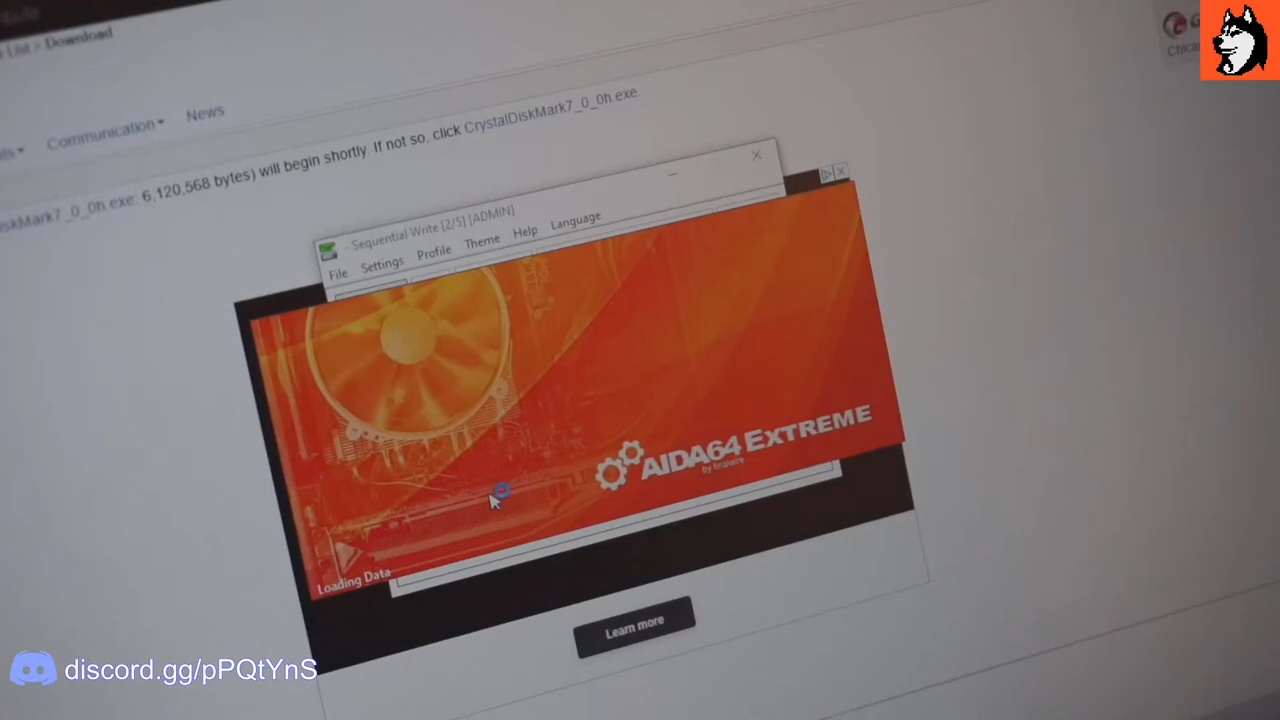 List > Download
Communication
News
DiskMark7_0_0h.exe: 6,120,568 bytes) will begin shortly. If not so, click CrystalDiskMark7_0_0h.exe
- Sequential Write [2/5] [ADMIN]
File Settings Profile Theme Help Language
AIDA64 EXTREME
by finalwire
Loading Data
Learn more
discord.gg/pPQtYnS